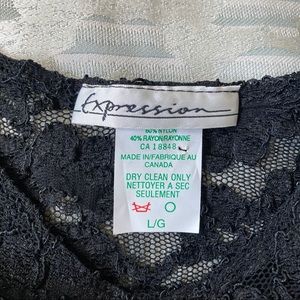 Expression
60% NYLON
40% RAYON/RAYONNE
CA 18848
MADE IN/FABRIQUE AU
CANADA
DRY CLEAN ONLY
NETTOYER A SEC
SEULEMENT
L/G